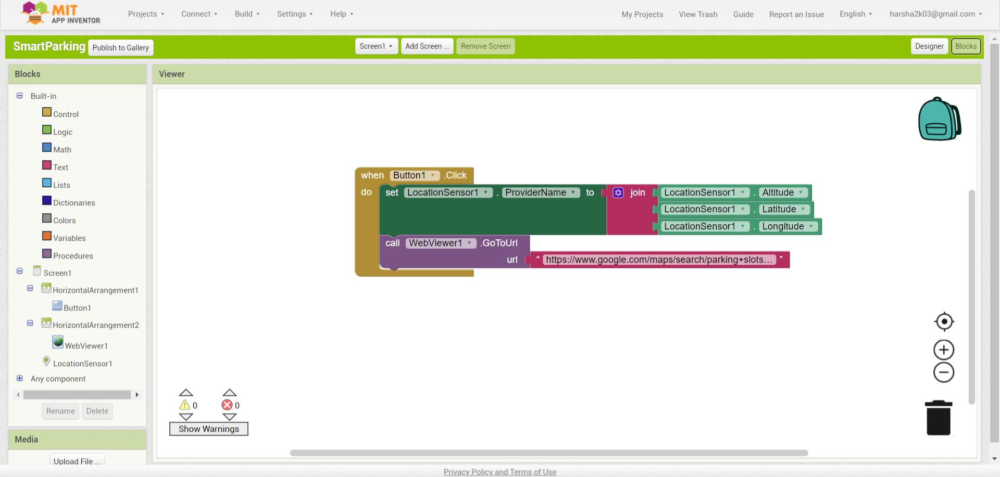 MIT
APP INVENTOR
Projects Connect Build Settings Help My Projects View Trash Guide Report an Issue English harsha2k03@gmail.com
SmartParking Publish to Gallery Screen1 Add Screen ... Remove Screen Designer Blocks
Blocks
Built-in
Control
Logic
Math
Text
Lists
Dictionaries
Colors
Variables
Procedures
Screen1
HorizontalArrangement1
Button1
HorizontalArrangement2
WebViewer1
LocationSensor1
Any component
Rename Delete
Media
Upload File ...
Viewer
when Button1 .Click
do set LocationSensor1 . ProviderName to join LocationSensor1 . Altitude
LocationSensor1 . Latitude
LocationSensor1 . Longitude
call WebViewer1 .GoToUrl
url “ https://www.google.com/maps/search/parking+slots... ”
0 0
Show Warnings
Privacy Policy and Terms of Use